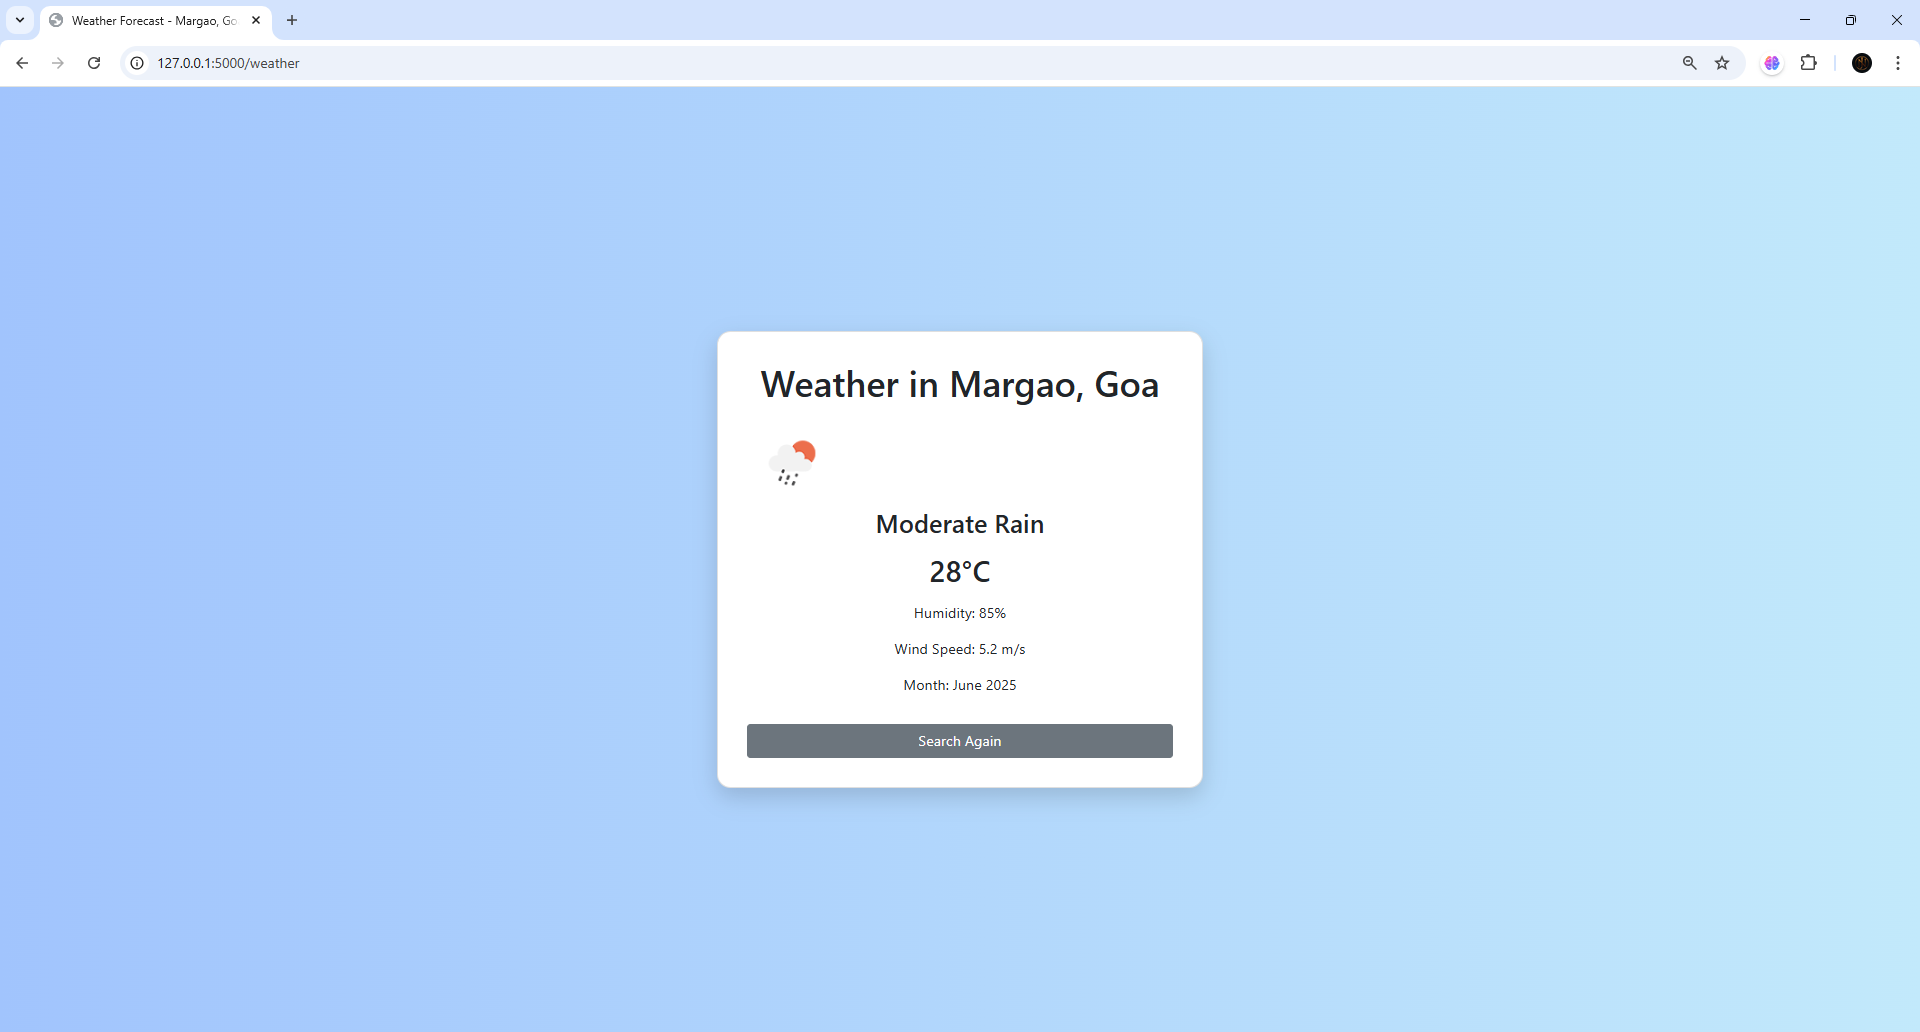 Weather Forecast - Margao, Go
127.0.0.1:5000/weather
Weather in Margao, Goa
Moderate Rain
28°C
Humidity: 85%
Wind Speed: 5.2 m/s
Month: June 2025
Search Again